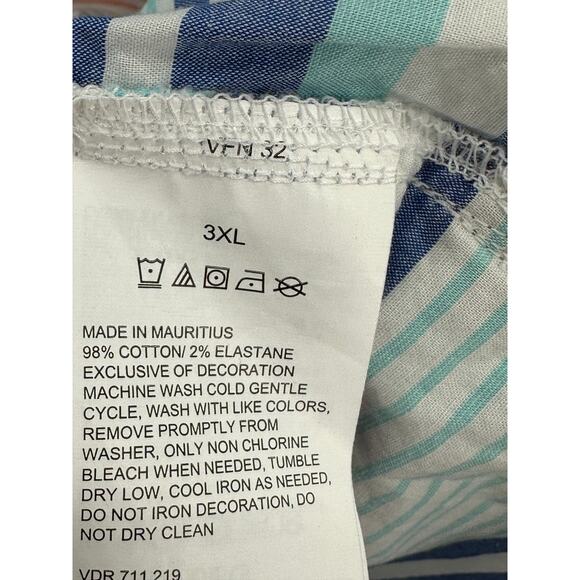 VFN 32
3XL
MADE IN MAURITIUS
98% COTTON/ 2% ELASTANE
EXCLUSIVE OF DECORATION
MACHINE WASH COLD GENTLE
CYCLE, WASH WITH LIKE COLORS,
REMOVE PROMPTLY FROM
WASHER, ONLY NON CHLORINE
BLEACH WHEN NEEDED, TUMBLE
DRY LOW, COOL IRON AS NEEDED,
DO NOT IRON DECORATION, DO
NOT DRY CLEAN
VDR 711 219